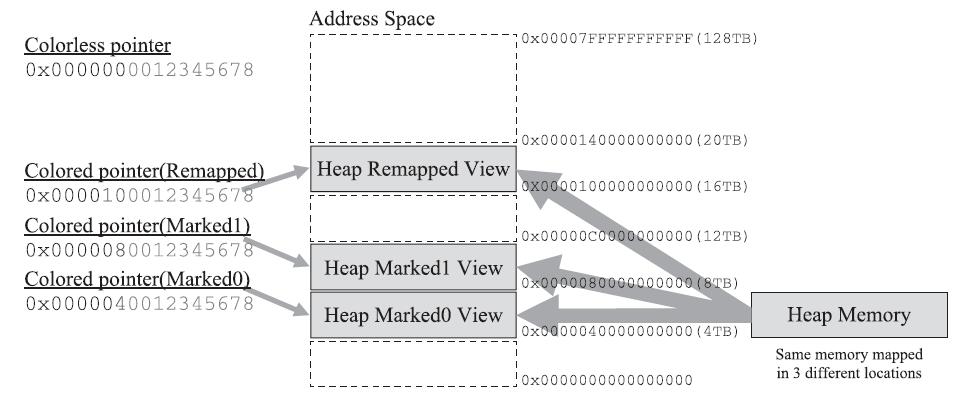 Address Space
Colorless pointer
0x0000000012345678
0x00007FFFFFFFFFFF(128TB)
0x0000140000000000(20TB)
Colored pointer(Remapped)
0x0000100012345678
Heap Remapped View
0x0000100000000000(16TB)
Colored pointer(Marked1)
0x0000080012345678
0x00000C0000000000(12TB)
Heap Marked1 View
0x0000080000000000(8TB)
Colored pointer(Marked0)
0x0000040012345678
Heap Marked0 View
0x0000040000000000(4TB)
Heap Memory
Same memory mapped
in 3 different locations
0x0000000000000000